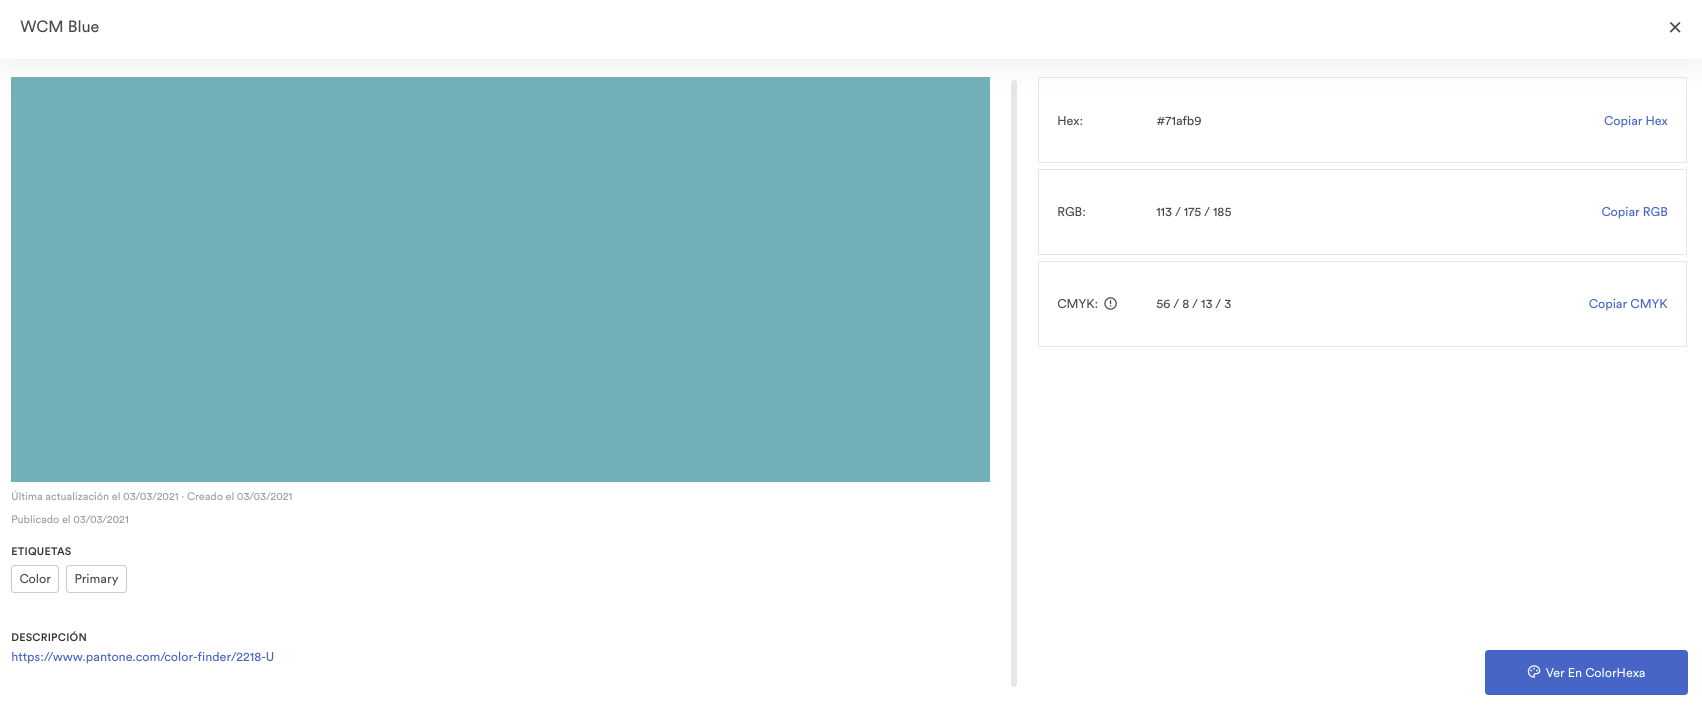 WCM Blue
Hex: #71afb9 Copiar Hex
RGB: 113 / 175 / 185 Copiar RGB
CMYK: 56 / 8 / 13 / 3 Copiar CMYK
Última actualización el 03/03/2021 · Creado el 03/03/2021
Publicado el 03/03/2021
ETIQUETAS
Color Primary
DESCRIPCIÓN
https://www.pantone.com/color-finder/2218-U
Ver En ColorHexa